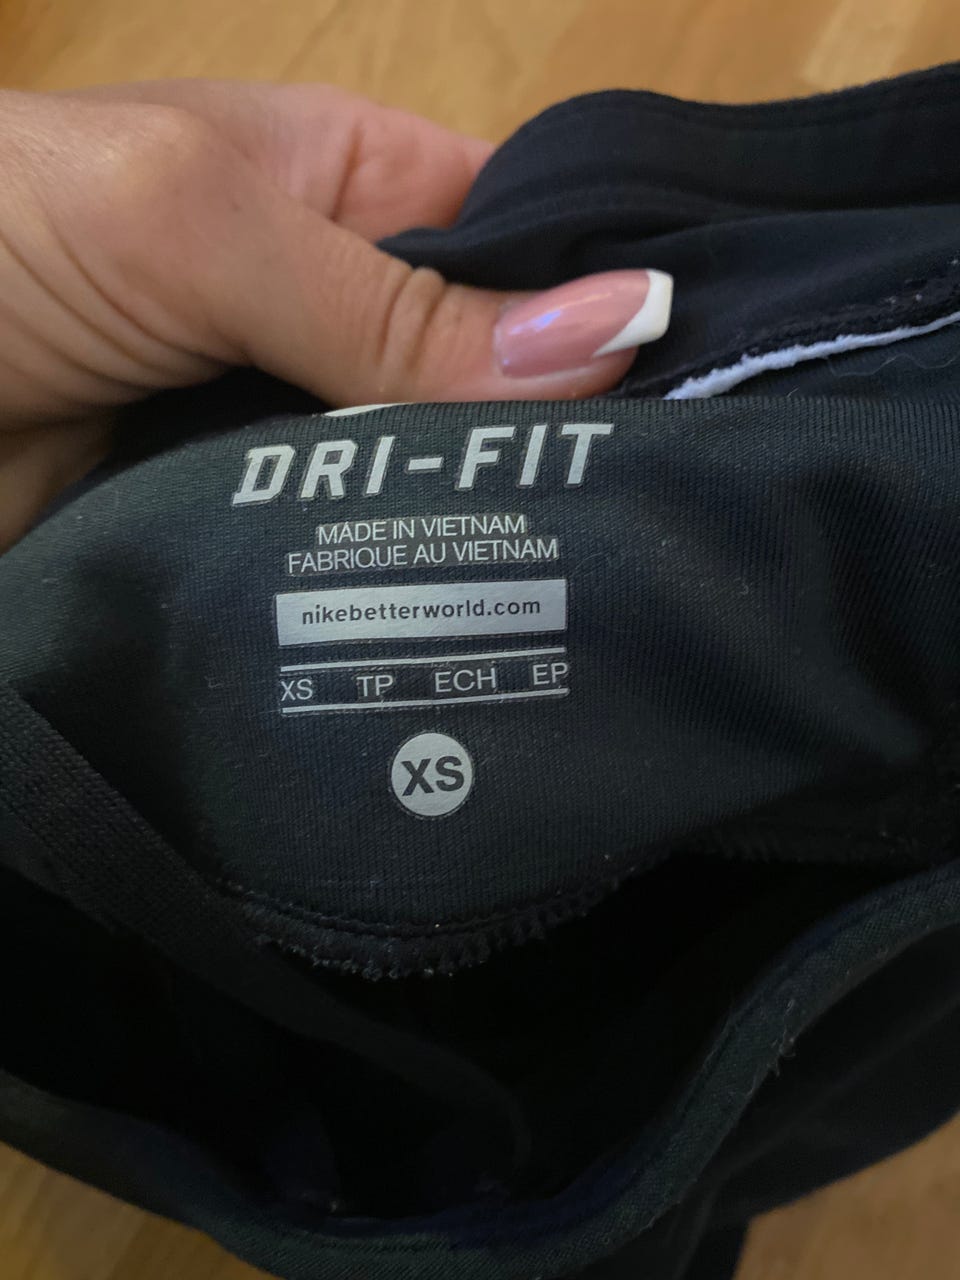 DRI-FIT
MADE IN VIETNAM
FABRIQUE AU VIETNAM
nikebetterworld.com
XS TP ECH EP
XS